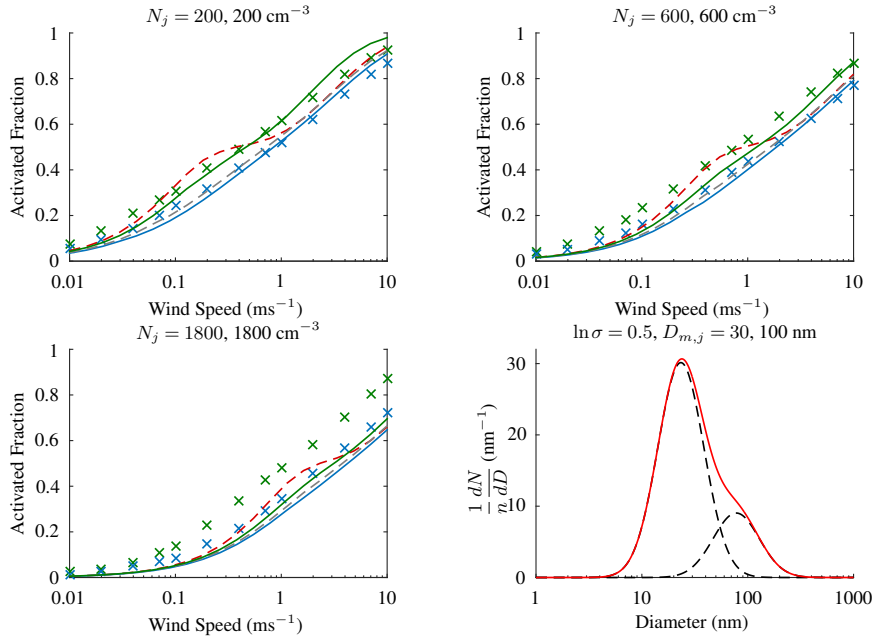 N_j = 200, 200 cm⁻³
Activated Fraction
1
0.8
0.6
0.4
0.2
0
0.01 0.1 1 10
Wind Speed (ms⁻¹)
N_j = 600, 600 cm⁻³
Activated Fraction
1
0.8
0.6
0.4
0.2
0
0.01 0.1 1 10
Wind Speed (ms⁻¹)
N_j = 1800, 1800 cm⁻³
Activated Fraction
1
0.8
0.6
0.4
0.2
0
0.01 0.1 1 10
Wind Speed (ms⁻¹)
ln σ = 0.5, D_{m,j} = 30, 100 nm
1/n dN/dD (nm⁻¹)
30
20
10
0
1 10 100 1000
Diameter (nm)